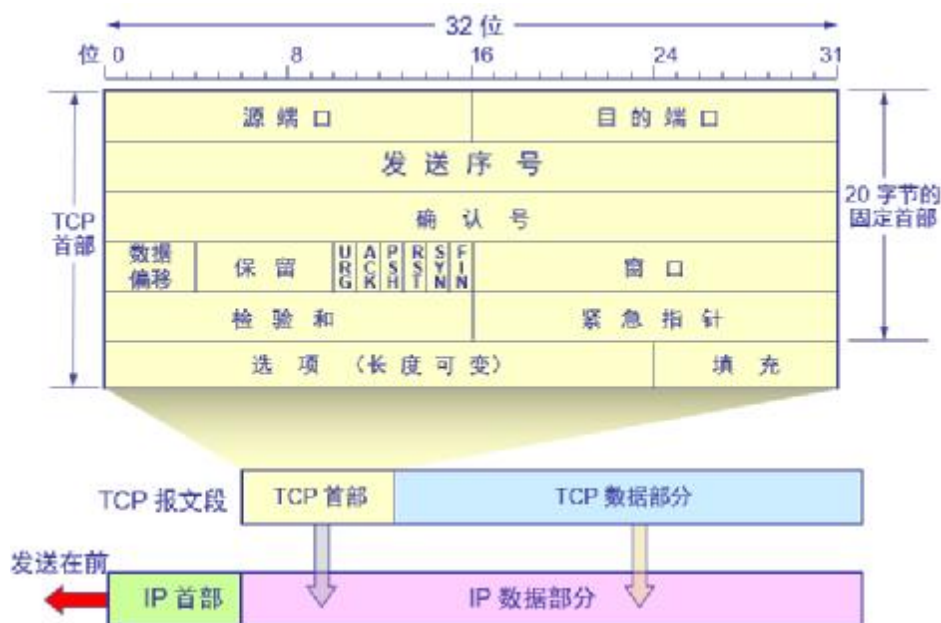 32 位
位 0 8 16 24 31
源 端 口 目 的 端 口
发 送 序 号
TCP
首部
20 字节的
固定首部
确 认 号
数据
偏移
保 留
URG ACK PSH RST SYN FIN
窗 口
检 验 和 紧 急 指 针
选 项 （长 度 可 变） 填 充
TCP 报文段 TCP 首部 TCP 数据部分
发送在前
IP 首部 IP 数据部分